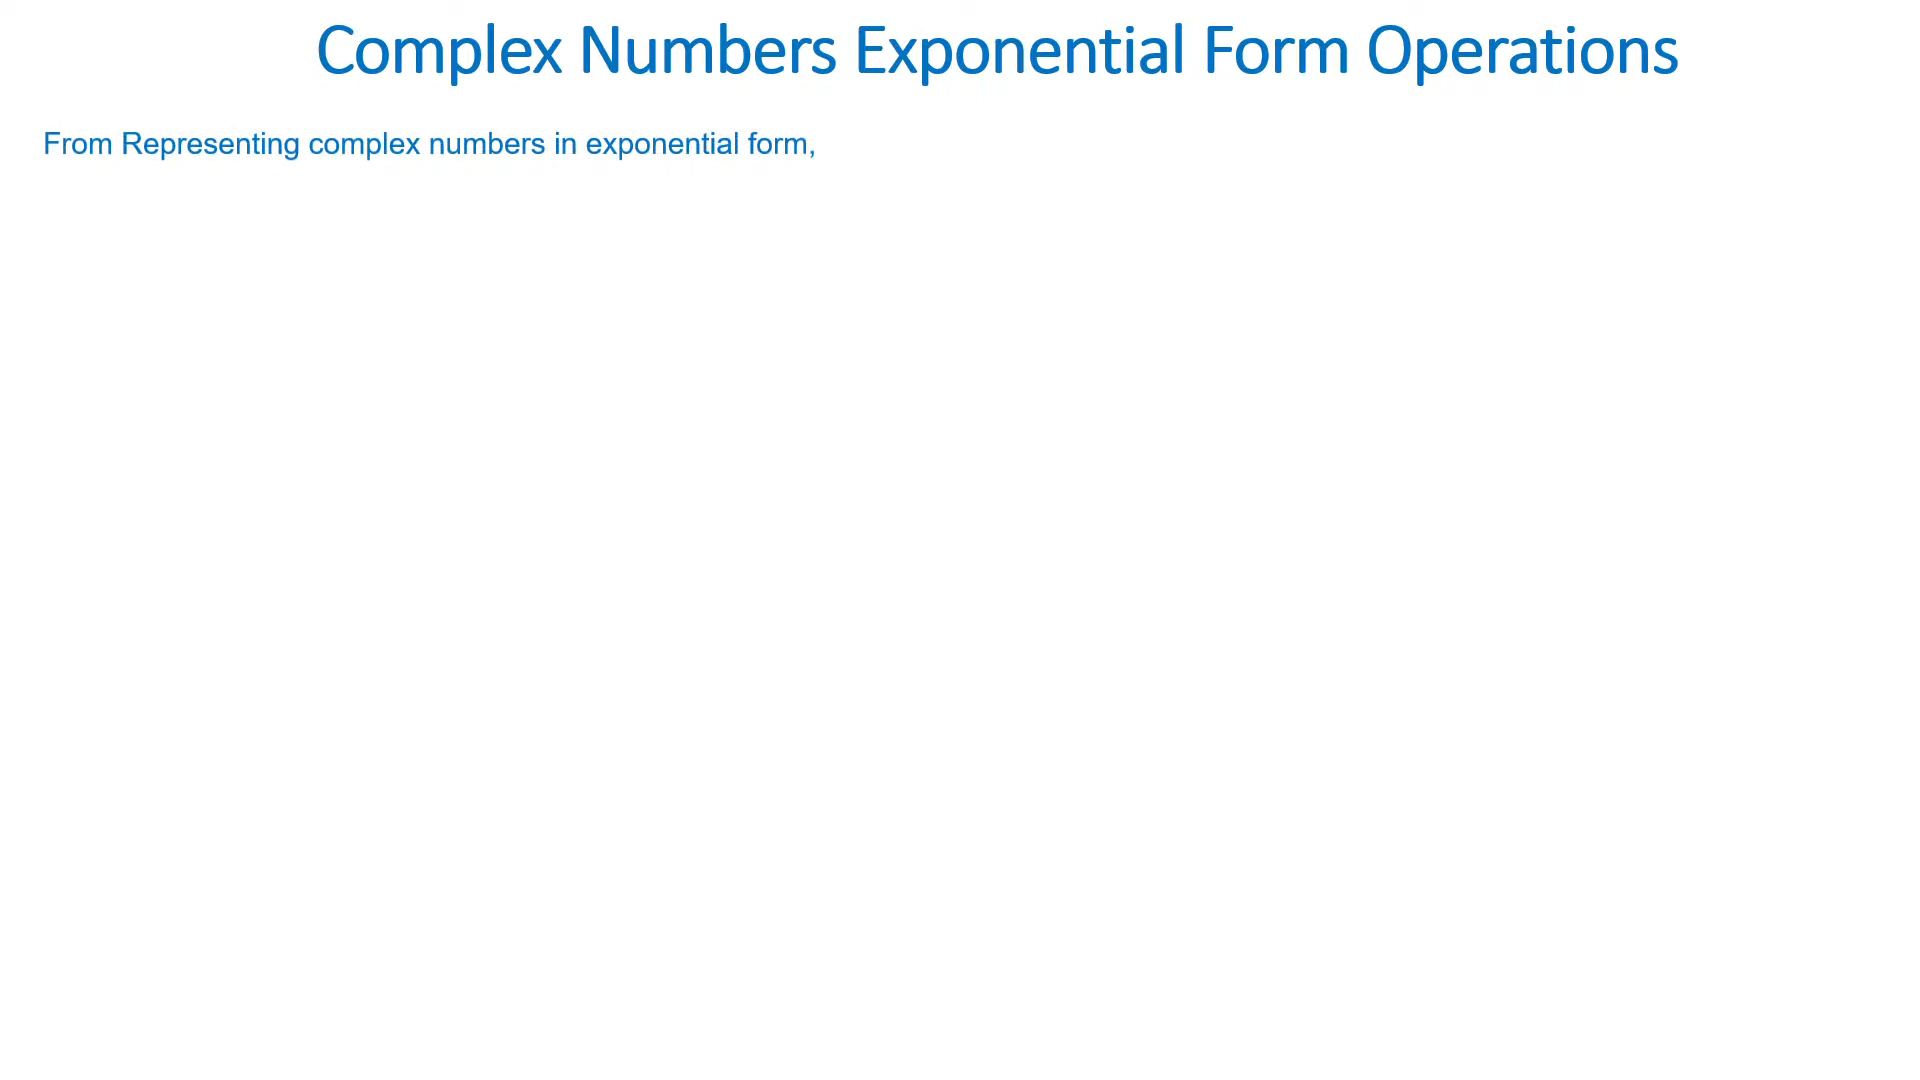 Complex Numbers Exponential Form Operations
From Representing complex numbers in exponential form,